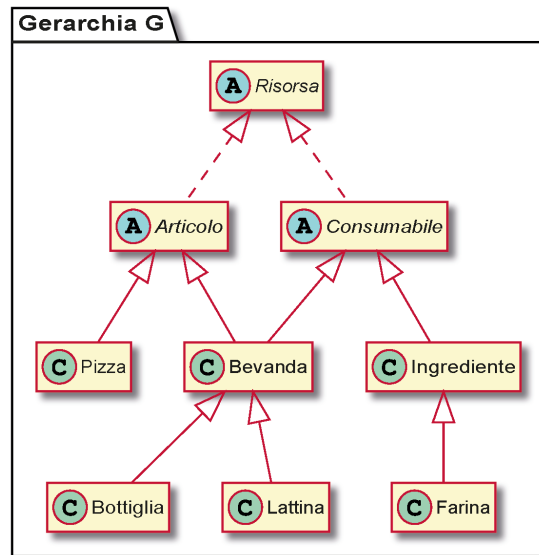 Gerarchia G
A Risorsa
A Articolo
A Consumabile
C Pizza
C Bevanda
C Ingrediente
C Bottiglia
C Lattina
C Farina